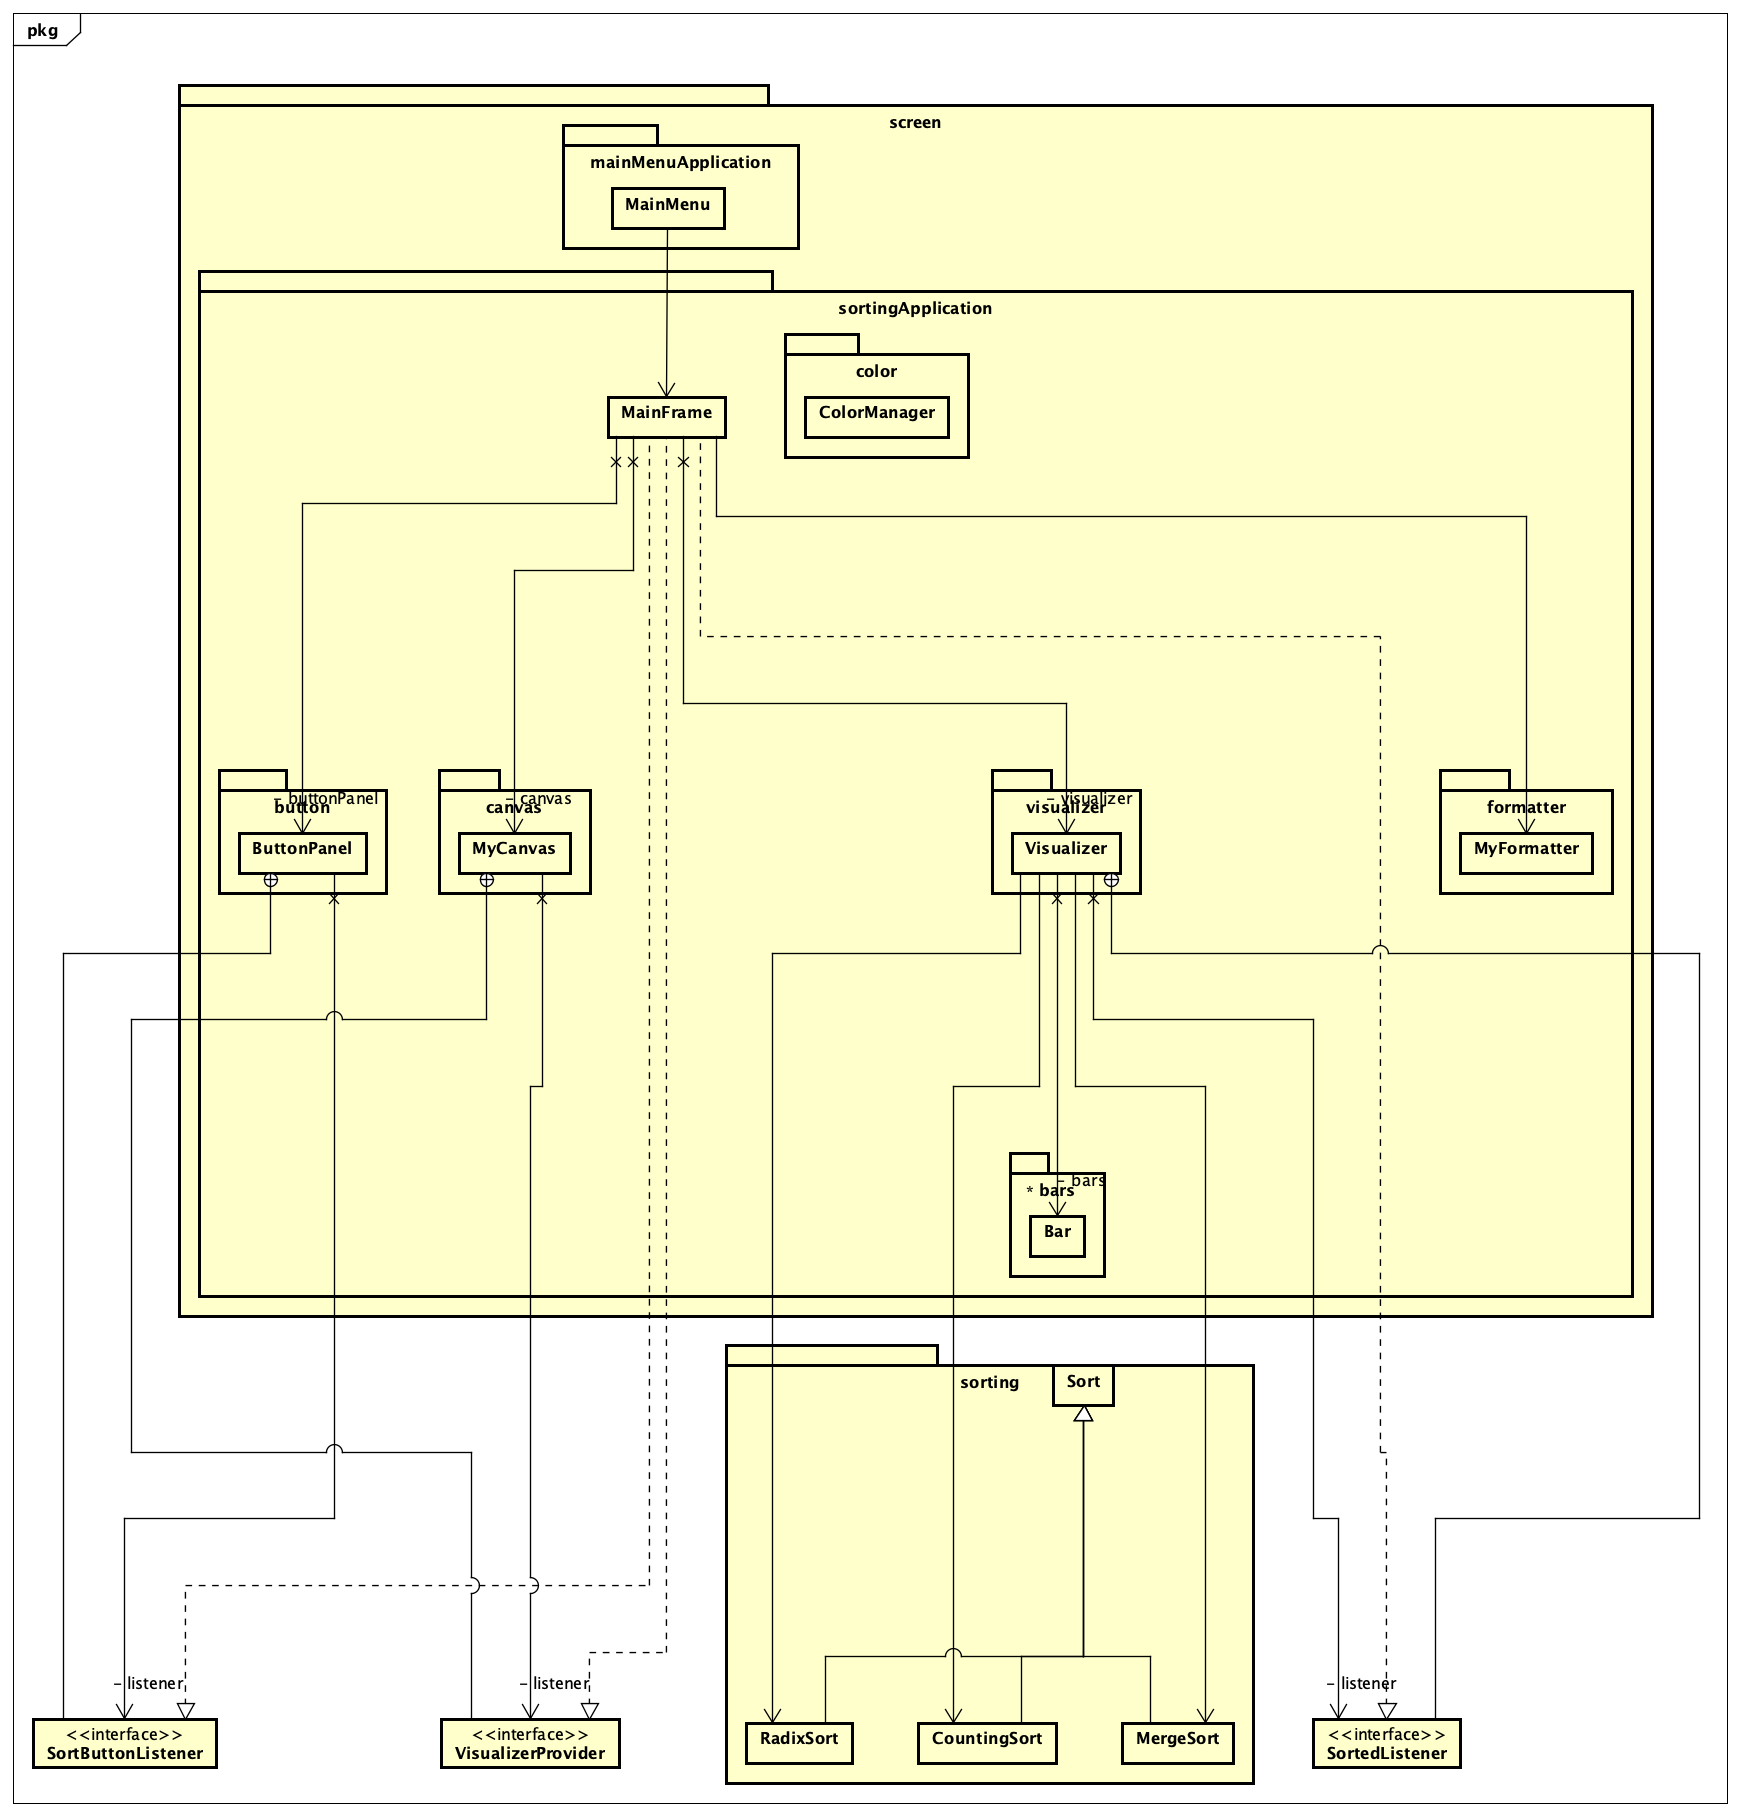 pkg
screen
mainMenuApplication
MainMenu
sortingApplication
color
MainFrame
ColorManager
- buttonPanel
button
ButtonPanel
- canvas
canvas
MyCanvas
- visualizer
visualizer
Visualizer
formatter
MyFormatter
- bars
* bars
Bar
sorting
Sort
- listener
- listener
- listener
<<interface>>
SortButtonListener
<<interface>>
VisualizerProvider
RadixSort
CountingSort
MergeSort
<<interface>>
SortedListener